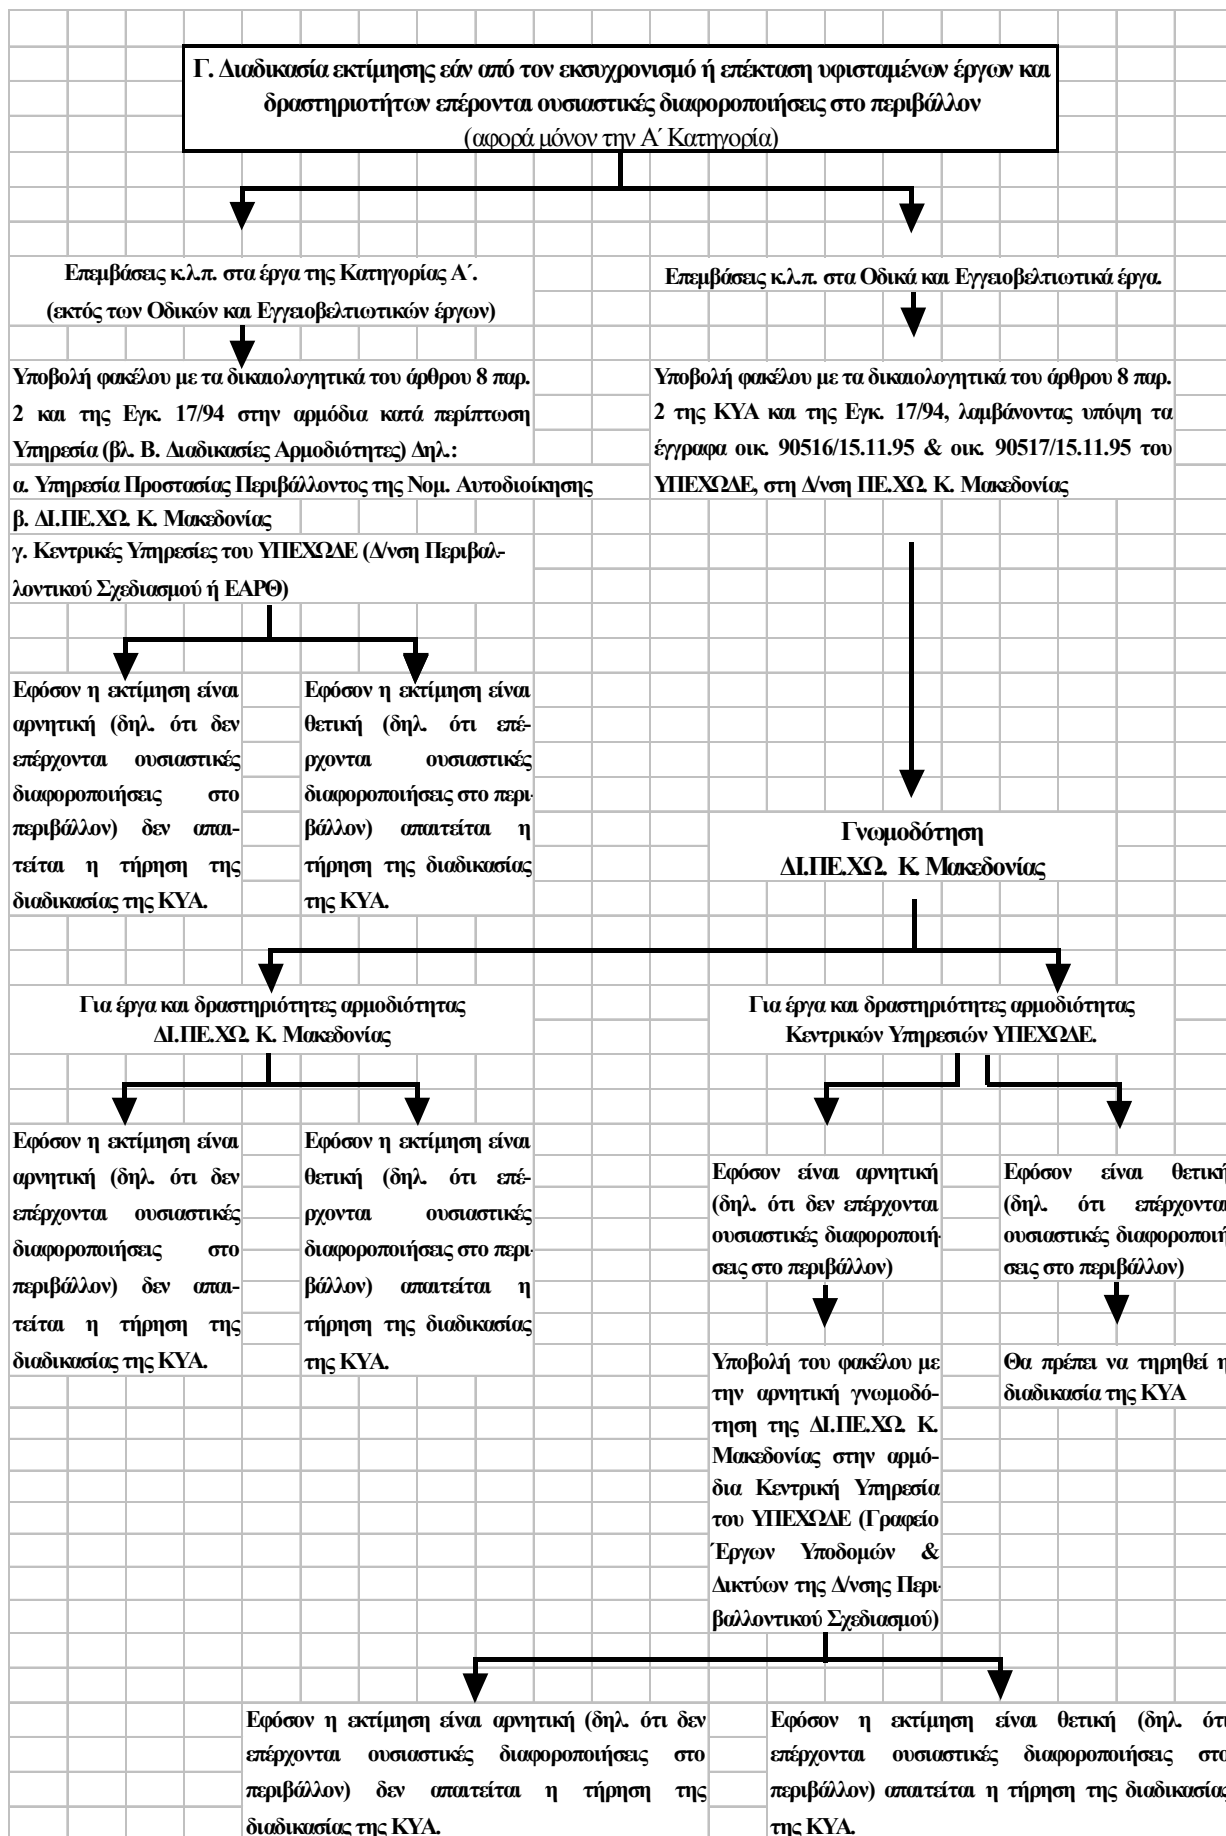 Γ. Διαδικασία εκτίμησης εάν από τον εκσυχρονισμό ή επέκταση υφισταμένων έργων και
δραστηριοτήτων επέρονται ουσιαστικές διαφοροποιήσεις στο περιβάλλον
(αφορά μόνον την Α΄ Κατηγορία)
Επεμβάσεις κ.λ.π. στα έργα της Κατηγορίας Α΄.
(εκτός των Οδικών και Εγγειοβελτιωτικών έργων)
Επεμβάσεις κ.λ.π. στα Οδικά και Εγγειοβελτιωτικά έργα.
Υποβολή φακέλου με τα δικαιολογητικά του άρθρου 8 παρ.
2 και της Εγκ. 17/94 στην αρμόδια κατά περίπτωση
Υπηρεσία (βλ. Β. Διαδικασίες Αρμοδιότητες) Δηλ.:
α. Υπηρεσία Προστασίας Περιβάλλοντος της Νομ. Αυτοδιοίκησης
β. ΔΙ.ΠΕ.ΧΩ. Κ. Μακεδονίας
γ. Κεντρικές Υπηρεσίες του ΥΠΕΧΩΔΕ (Δ/νση Περιβαλ-
λοντικού Σχεδιασμού ή ΕΑΡΘ)
Υποβολή φακέλου με τα δικαιολογητικά του άρθρου 8 παρ.
2 της ΚΥΑ και της Εγκ. 17/94, λαμβάνοντας υπόψη τα
έγγραφα οικ. 90516/15.11.95 & οικ. 90517/15.11.95 του
ΥΠΕΧΩΔΕ, στη Δ/νση ΠΕ.ΧΩ. Κ. Μακεδονίας
Εφόσον η εκτίμηση είναι
αρνητική (δηλ. ότι δεν
επέρχονται ουσιαστικές
διαφοροποιήσεις στο
περιβάλλον) δεν απαι-
τείται η τήρηση της
διαδικασίας της ΚΥΑ.
Εφόσον η εκτίμηση είναι
θετική (δηλ. ότι επέ-
ρχονται ουσιαστικές
διαφοροποιήσεις στο περι-
βάλλον) απαιτείται η
τήρηση της διαδικασίας
της ΚΥΑ.
Γνωμοδότηση
ΔΙ.ΠΕ.ΧΩ. Κ. Μακεδονίας
Για έργα και δραστηριότητες αρμοδιότητας
ΔΙ.ΠΕ.ΧΩ. Κ. Μακεδονίας
Για έργα και δραστηριότητες αρμοδιότητας
Κεντρικών Υπηρεσιών ΥΠΕΧΩΔΕ.
Εφόσον η εκτίμηση είναι
αρνητική (δηλ. ότι δεν
επέρχονται ουσιαστικές
διαφοροποιήσεις στο
περιβάλλον) δεν απαι-
τείται η τήρηση της
διαδικασίας της ΚΥΑ.
Εφόσον η εκτίμηση είναι
θετική (δηλ. ότι επέ-
ρχονται ουσιαστικές
διαφοροποιήσεις στο περι-
βάλλον) απαιτείται η
τήρηση της διαδικασίας
της ΚΥΑ.
Εφόσον είναι αρνητική
(δηλ. ότι δεν επέρχονται
ουσιαστικές διαφοροποιή-
σεις στο περιβάλλον)
Εφόσον είναι θετική
(δηλ. ότι επέρχονται
ουσιαστικές διαφοροποιή
σεις στο περιβάλλον)
Υποβολή του φακέλου με
την αρνητική γνωμοδό-
τηση της ΔΙ.ΠΕ.ΧΩ. Κ.
Μακεδονίας στην αρμό-
δια Κεντρική Υπηρεσία
του ΥΠΕΧΩΔΕ (Γραφείο
Έργων Υποδομών &
Δικτύων της Δ/νσης Περι-
βαλλοντικού Σχεδιασμού)
Θα πρέπει να τηρηθεί η
διαδικασία της ΚΥΑ
Εφόσον η εκτίμηση είναι αρνητική (δηλ. ότι δεν
επέρχονται ουσιαστικές διαφοροποιήσεις στο
περιβάλλον) δεν απαιτείται η τήρηση της
διαδικασίας της ΚΥΑ.
Εφόσον η εκτίμηση είναι θετική (δηλ. ότι
επέρχονται ουσιαστικές διαφοροποιήσεις στο
περιβάλλον) απαιτείται η τήρηση της διαδικασίας
της ΚΥΑ.